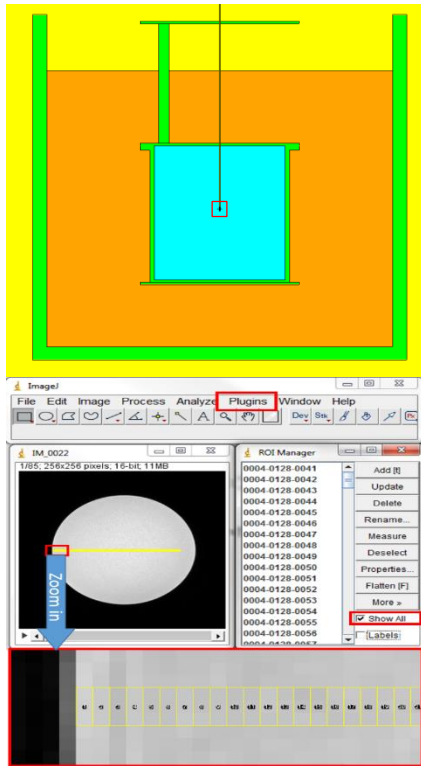 ImageJ
File Edit Image Process Analyze Plugins Window Help
Dev Stk
IM_0022
1/85; 256x256 pixels; 16-bit; 11MB
Zoom in
ROI Manager
0004-0128-0041
0004-0128-0042
0004-0128-0043
0004-0128-0044
0004-0128-0045
0004-0128-0046
0004-0128-0047
0004-0128-0048
0004-0128-0049
0004-0128-0050
0004-0128-0051
0004-0128-0052
0004-0128-0053
0004-0128-0054
0004-0128-0055
0004-0128-0056
0004-0128-0057
Add [t]
Update
Delete
Rename...
Measure
Deselect
Properties...
Flatten [F]
More »
Show All
Labels